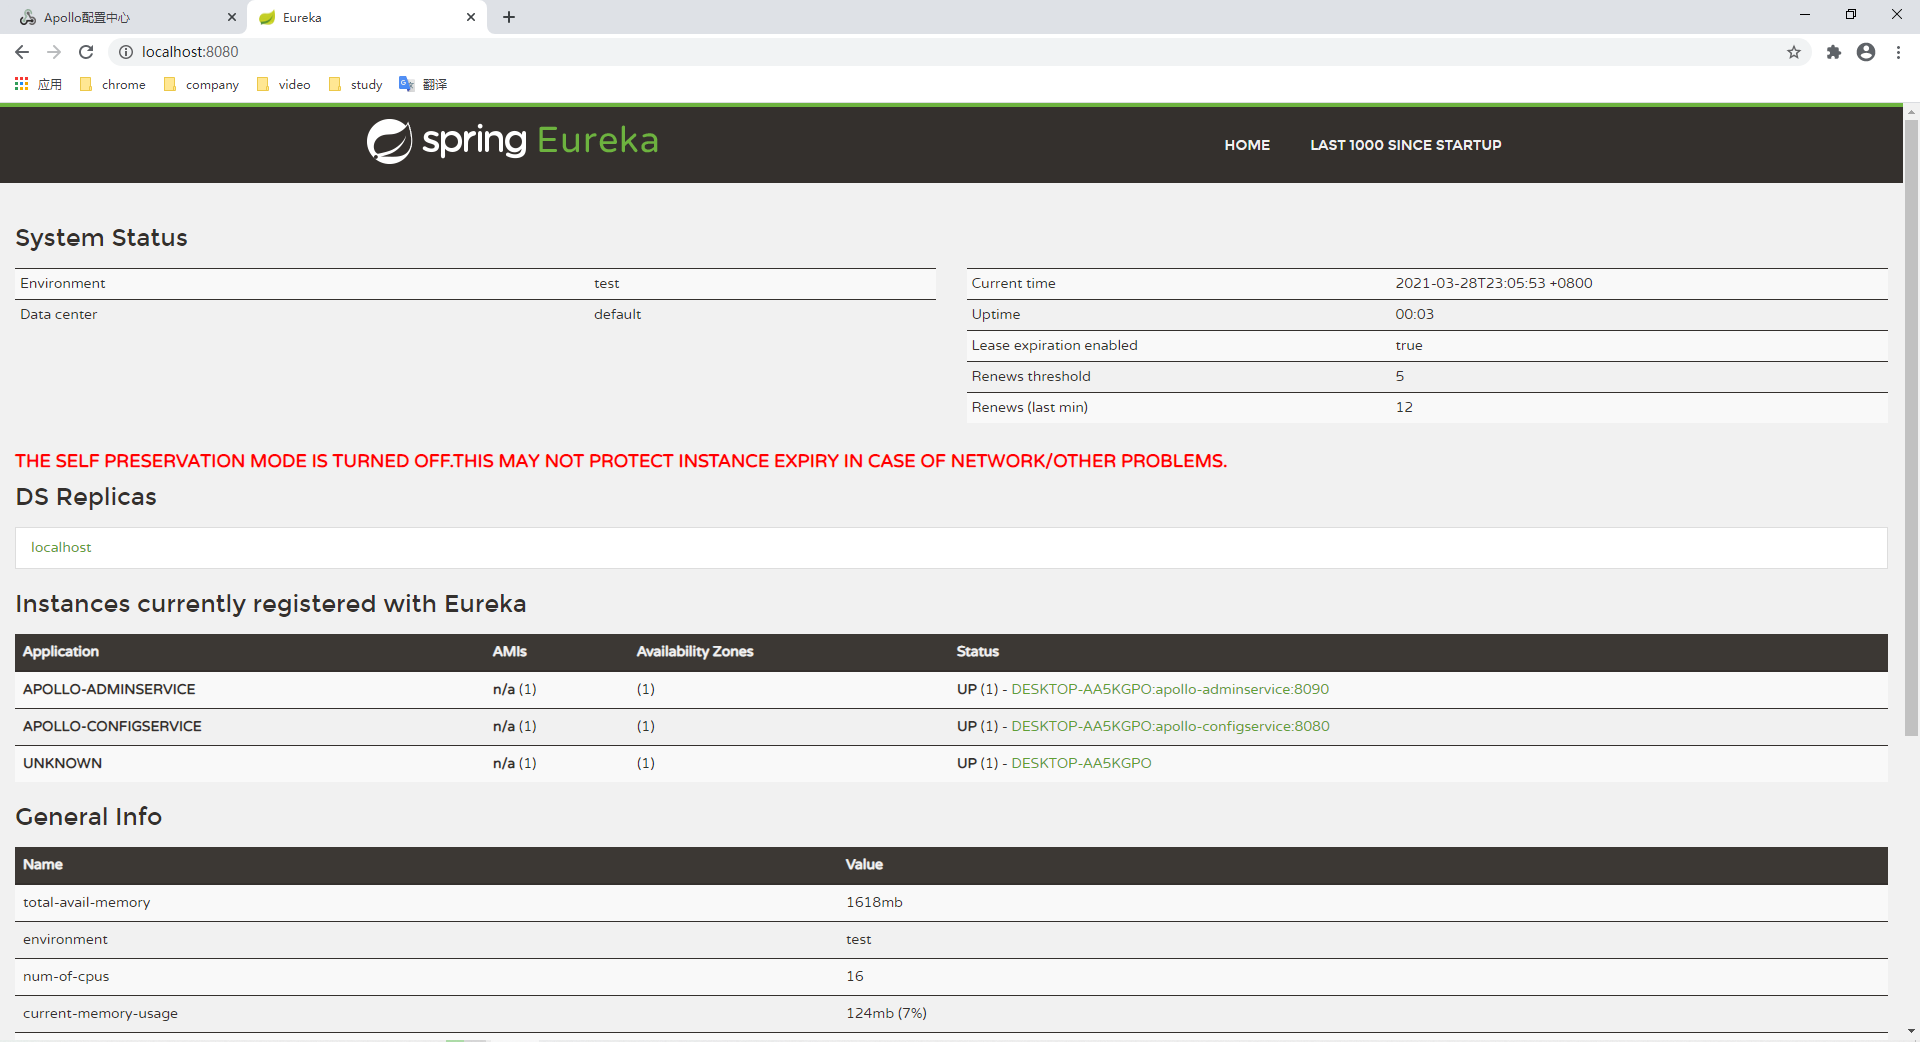 Apollo配置中心
Eureka
localhost:8080
应用 chrome company video study 翻译
spring Eureka
HOME LAST 1000 SINCE STARTUP
System Status
Environment test
Data center default
Current time 2021-03-28T23:05:53 +0800
Uptime 00:03
Lease expiration enabled true
Renews threshold 5
Renews (last min) 12
THE SELF PRESERVATION MODE IS TURNED OFF.THIS MAY NOT PROTECT INSTANCE EXPIRY IN CASE OF NETWORK/OTHER PROBLEMS.
DS Replicas
localhost
Instances currently registered with Eureka
Application AMIs Availability Zones Status
APOLLO-ADMINSERVICE n/a (1) (1) UP (1) - DESKTOP-AA5KGPO:apollo-adminservice:8090
APOLLO-CONFIGSERVICE n/a (1) (1) UP (1) - DESKTOP-AA5KGPO:apollo-configservice:8080
UNKNOWN n/a (1) (1) UP (1) - DESKTOP-AA5KGPO
General Info
Name Value
total-avail-memory 1618mb
environment test
num-of-cpus 16
current-memory-usage 124mb (7%)